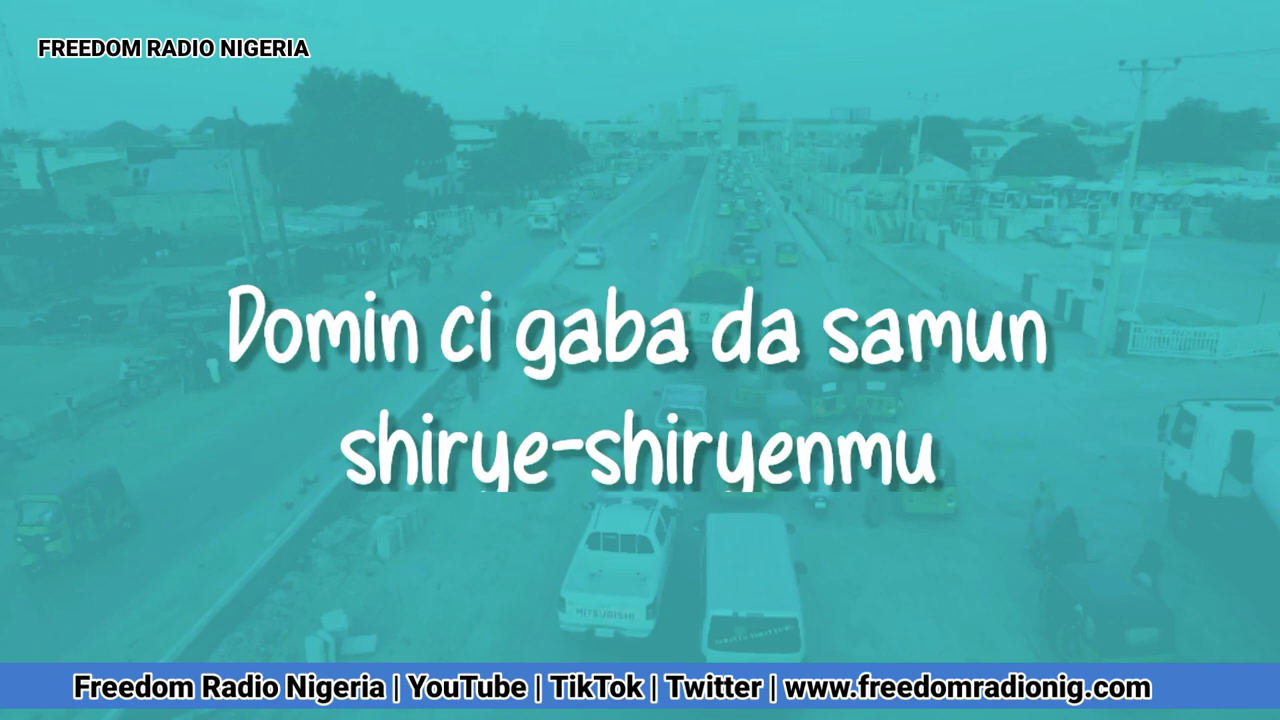 FREEDOM RADIO NIGERIA
Domin ci gaba da samun
shirye-shiryenmu
MITSUBISHI
Freedom Radio Nigeria | YouTube | TikTok | Twitter | www.freedomradionig.com